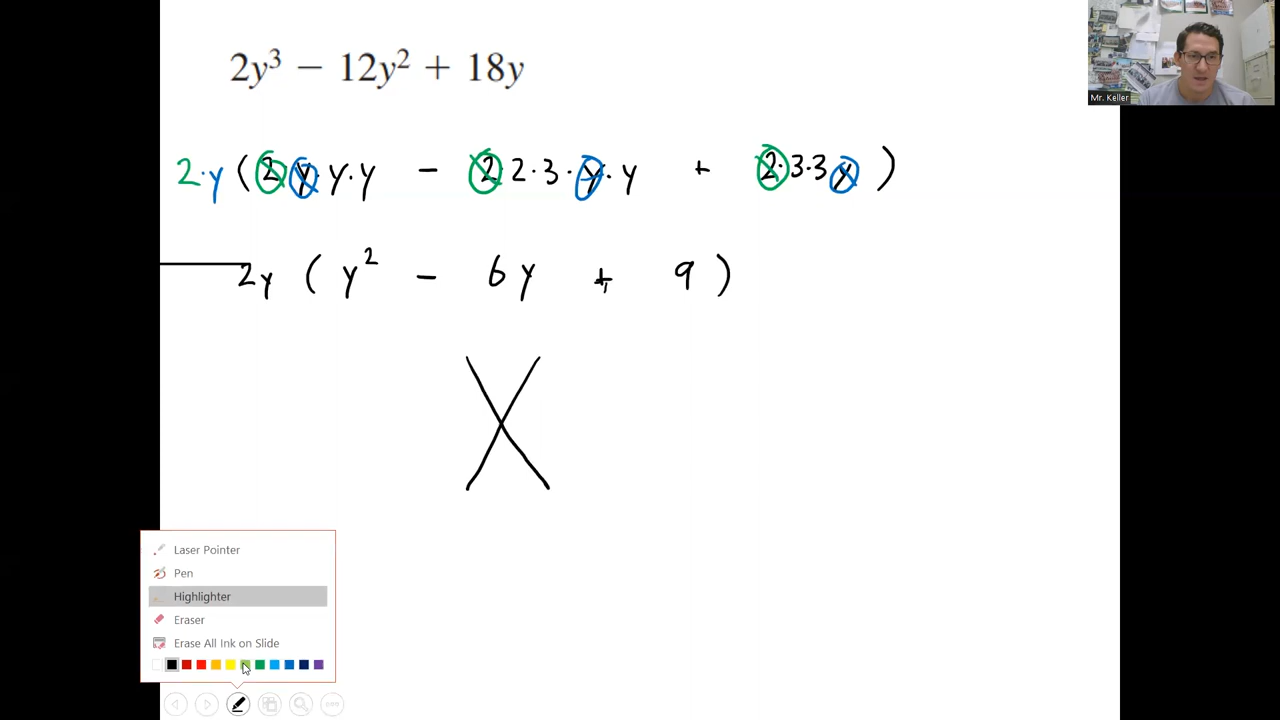 2y³ − 12y² + 18y
Mr. Keller
2·y ( 2·y·y·y − 2·2·3·y·y + 2·3·3y )
2y ( y² − 6y + 9 )
X
Laser Pointer
Pen
Highlighter
Eraser
Erase All Ink on Slide